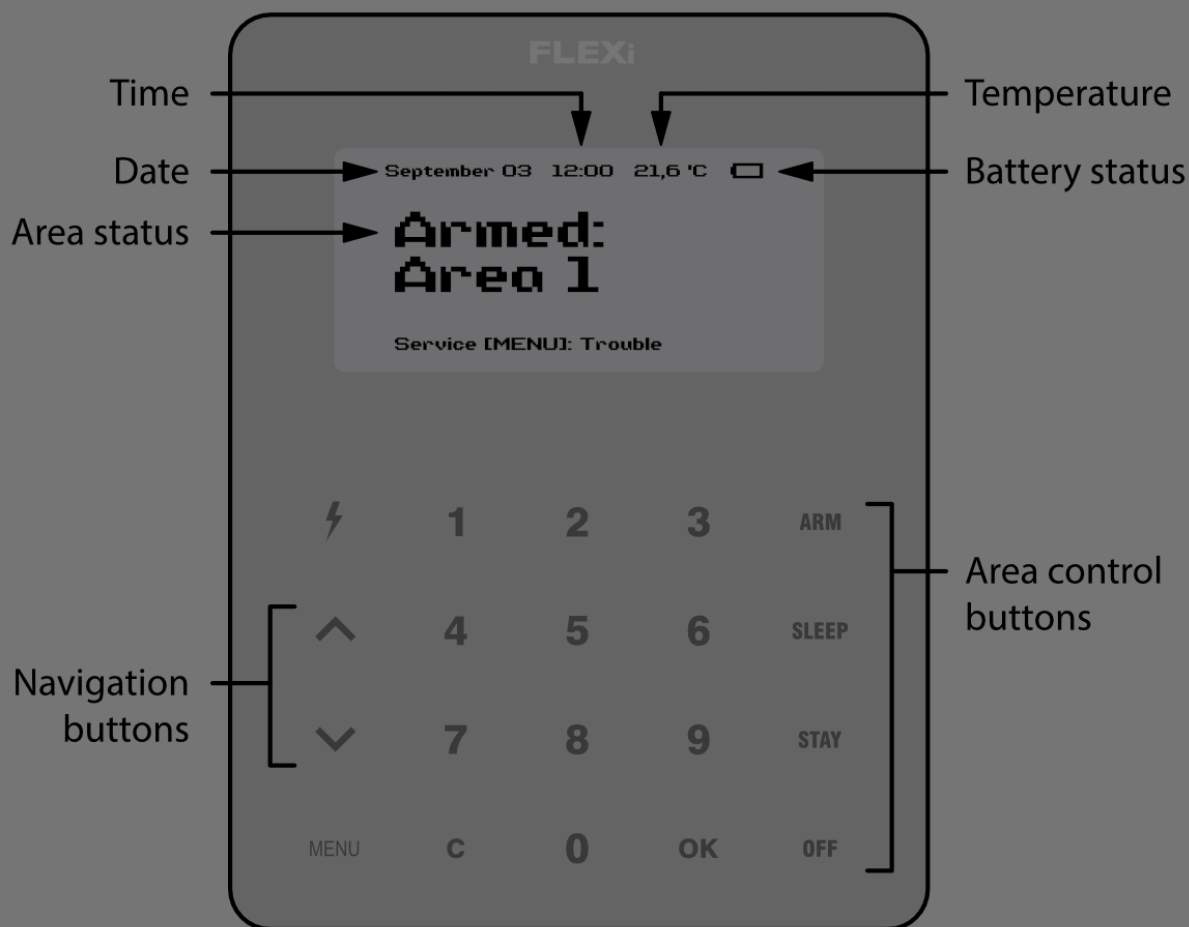 FLEXi
Time
Temperature
Date
September 03 12:00 21,6 'C
Battery status
Area status
Armed:
Area 1
Service [MENU]: Trouble
1 2 3 ARM
Area control
buttons
4 5 6 SLEEP
Navigation
buttons
7 8 9 STAY
MENU C 0 OK OFF